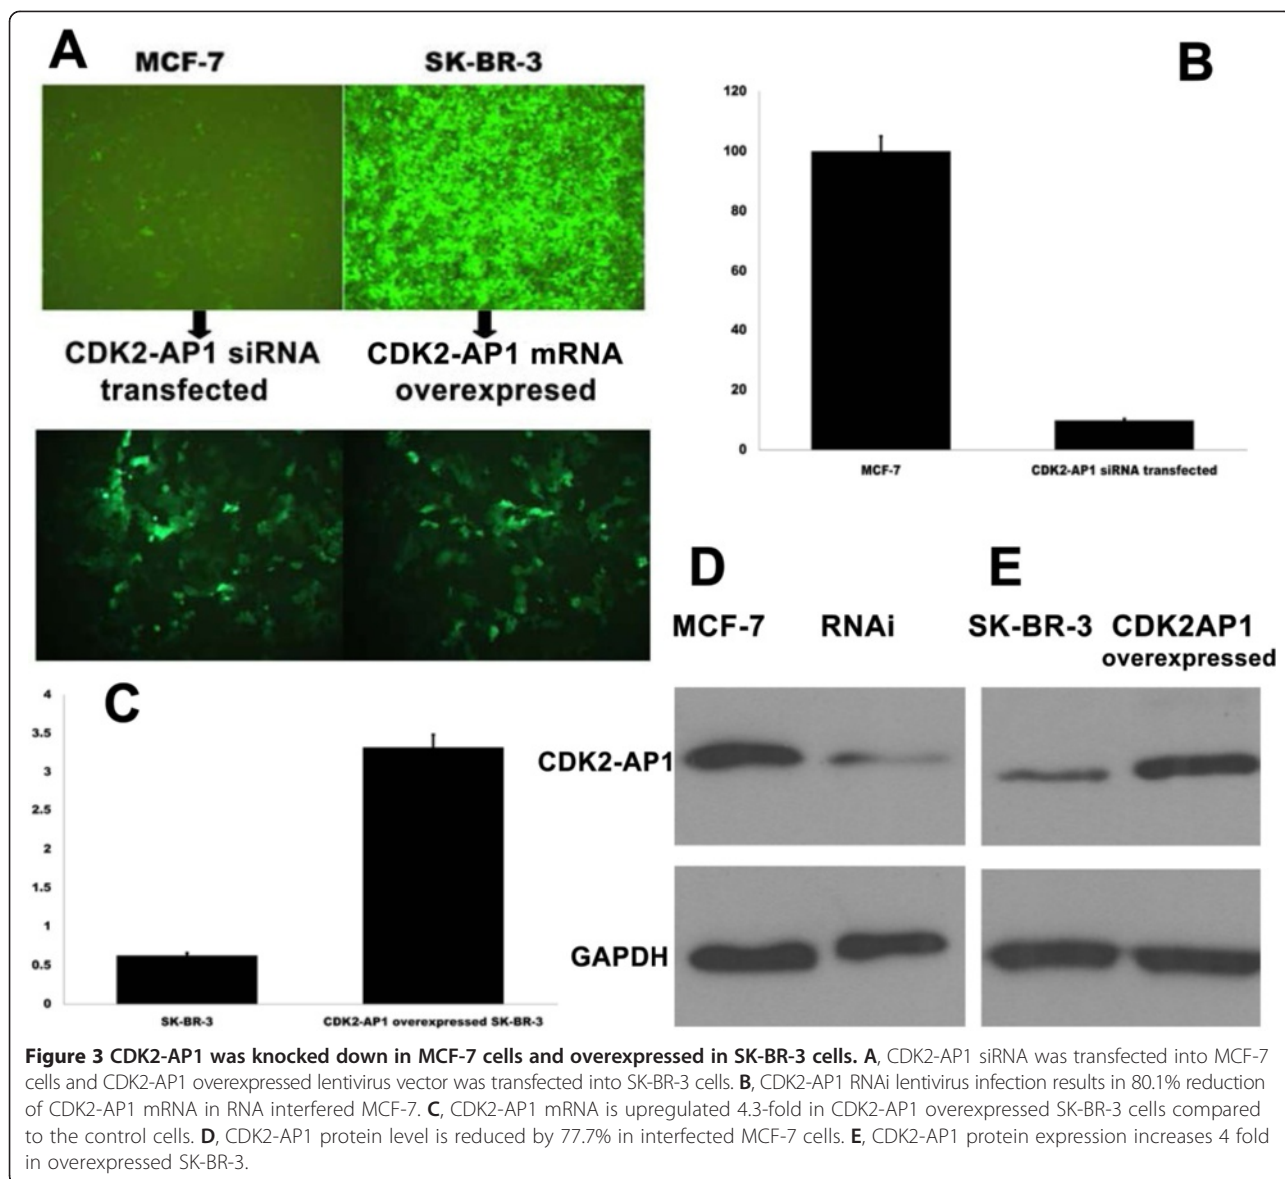 A
MCF-7 SK-BR-3
CDK2-AP1 siRNA
transfected
CDK2-AP1 mRNA
overexpresed
B
120
100
80
60
40
20
0
MCF-7 CDK2-AP1 siRNA transfected
C
4
3.5
3
2.5
2
1.5
1
0.5
0
SK-BR-3 CDK2-AP1 overexpressed SK-BR-3
D
MCF-7 RNAi
E
SK-BR-3 CDK2AP1
overexpressed
CDK2-AP1
GAPDH
Figure 3 CDK2-AP1 was knocked down in MCF-7 cells and overexpressed in SK-BR-3 cells. A, CDK2-AP1 siRNA was transfected into MCF-7
cells and CDK2-AP1 overexpressed lentivirus vector was transfected into SK-BR-3 cells. B, CDK2-AP1 RNAi lentivirus infection results in 80.1% reduction
of CDK2-AP1 mRNA in RNA interfered MCF-7. C, CDK2-AP1 mRNA is upregulated 4.3-fold in CDK2-AP1 overexpressed SK-BR-3 cells compared
to the control cells. D, CDK2-AP1 protein level is reduced by 77.7% in interfected MCF-7 cells. E, CDK2-AP1 protein expression increases 4 fold
in overexpressed SK-BR-3.